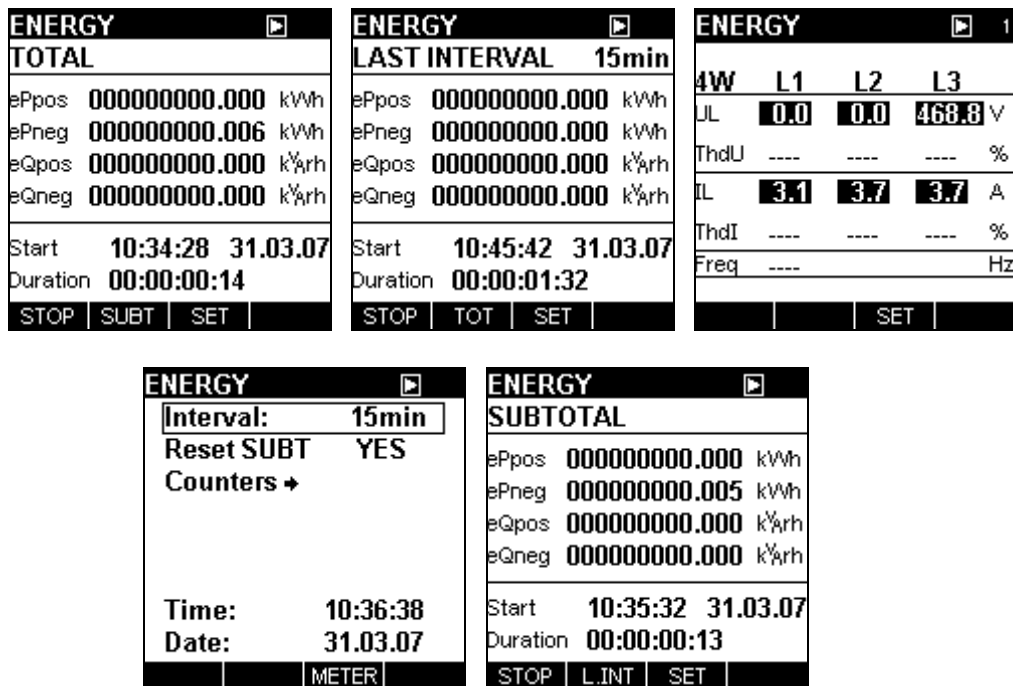 ENERGY
TOTAL
ePpos 000000000.000 kWh
ePneg 000000000.006 kWh
eQpos 000000000.000 kVArh
eQneg 000000000.000 kVArh
Start 10:34:28 31.03.07
Duration 00:00:00:14
STOP SUBT SET
ENERGY
LAST INTERVAL 15min
ePpos 000000000.000 kWh
ePneg 000000000.000 kWh
eQpos 000000000.000 kVArh
eQneg 000000000.000 kVArh
Start 10:45:42 31.03.07
Duration 00:00:01:32
STOP TOT SET
ENERGY 1
4W L1 L2 L3
UL 0.0 0.0 468.8 V
ThdU ---- ---- ---- %
IL 3.1 3.7 3.7 A
ThdI ---- ---- ---- %
Freq ---- Hz
SET
ENERGY
Interval: 15min
Reset SUBT YES
Counters →
Time: 10:36:38
Date: 31.03.07
METER
ENERGY
SUBTOTAL
ePpos 000000000.000 kWh
ePneg 000000000.005 kWh
eQpos 000000000.000 kVArh
eQneg 000000000.000 kVArh
Start 10:35:32 31.03.07
Duration 00:00:00:13
STOP L.INT SET